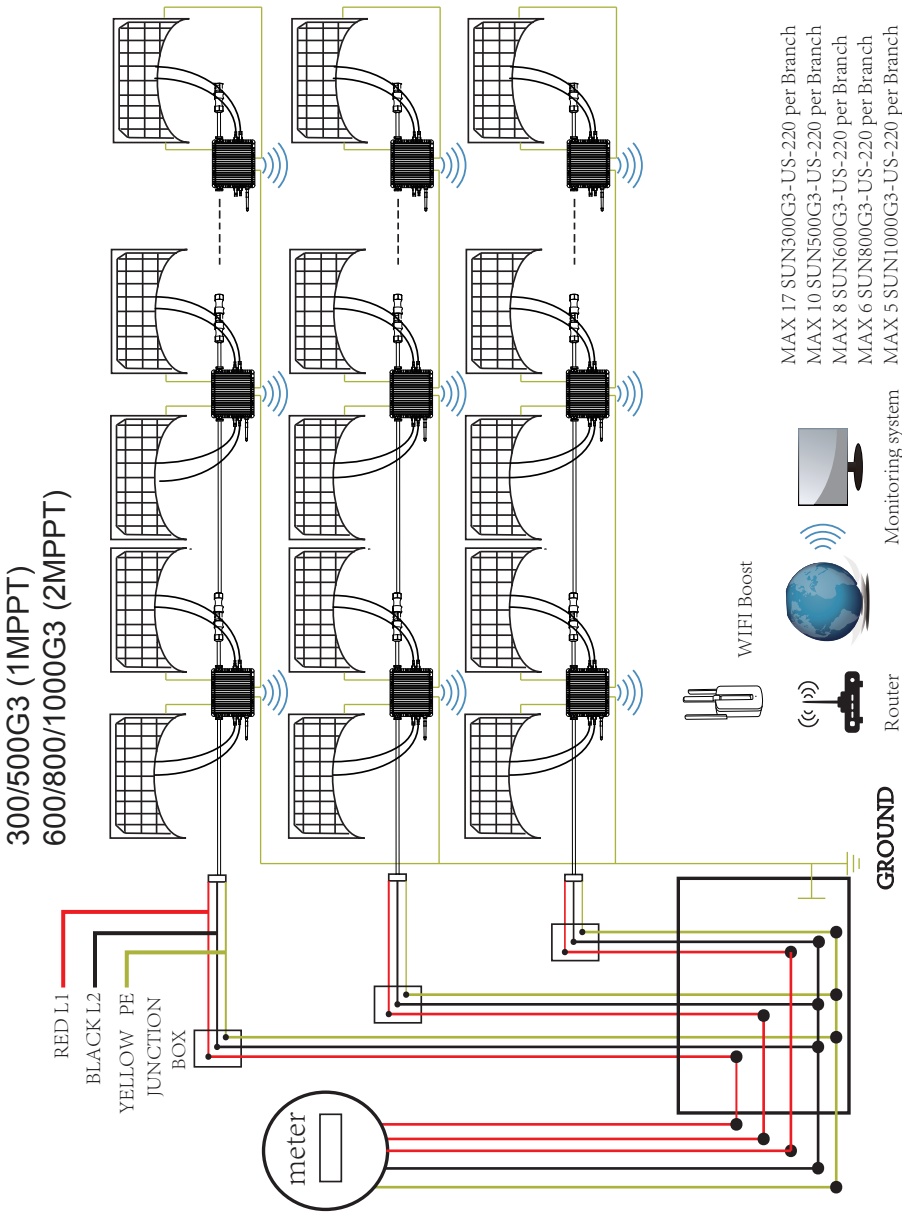 300/500G3 (1MPPT)
600/800/1000G3 (2MPPT)
RED L1
BLACK L2
YELLOW PE
JUNCTION
BOX
meter
GROUND
WIFI Boost
Router
Monitoring system
MAX 17 SUN300G3-US-220 per Branch
MAX 10 SUN500G3-US-220 per Branch
MAX 8 SUN600G3-US-220 per Branch
MAX 6 SUN800G3-US-220 per Branch
MAX 5 SUN1000G3-US-220 per Branch